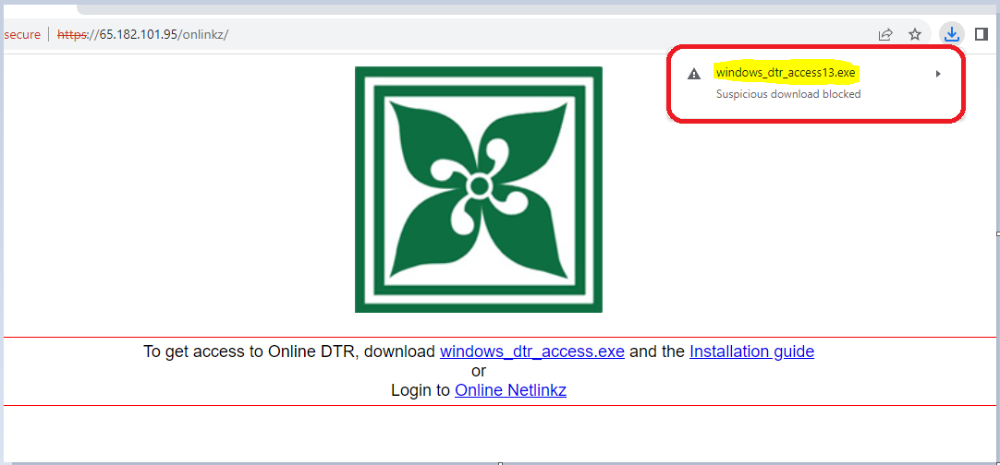 secure | https://65.182.101.95/onlinkz/
windows_dtr_access13.exe
Suspicious download blocked
To get access to Online DTR, download windows_dtr_access.exe and the Installation guide
or
Login to Online Netlinkz